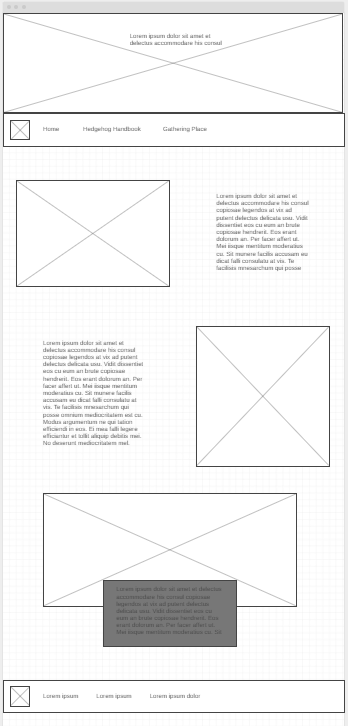 Lorem ipsum dolor sit amet et
delectus accommodare his consul
Home
Hedgehog Handbook
Gathering Place
Lorem ipsum dolor sit amet et
delectus accommodare his consul
copiosae legendos at vix ad
putent delectus dolor usu. Vidit
dissentiet eos cu eum an brute
copiosae hendrerit. Eos erant
dolorum an. Per facer affert ut.
Mei iisque mentitum moderatius
cu. Sit munere facilis accusam eu
dicat falli consulatu at vis. Te
facilisis mnesarchum qui posse
Lorem ipsum dolor sit amet et
delectus accommodare his consul
copiosae legendos at vix ad putent
delectus delicata usu. Vidit dissentiet
eos cu eum an brute copiosae
hendrerit. Eos erant dolorum an. Per
facer affert ut. Mei iisque mentitum
moderatius cu. Sit munere facilis
accusam eu dicat falli consulatu at
vis. Te facilisis mnesarchum qui
posse omnium mediocritatem est cu.
Modus argumentum ne qui tation
efficiendi in eos. Ei mea falli legere
efficiantur et tollit aliquip debitis mei.
No deserunt mediocritatem mel.
Lorem ipsum dolor sit amet et delectus
accommodare his consul copiosae
legendos at vix ad putent delectus
delicata usu. Vidit dissentiet eos cu
eum an brute copiosae hendrerit. Eos
erant dolorum an. Per facer affert ut.
Mei iisque mentitum moderatius cu. Sit
Lorem ipsum
Lorem ipsum
Lorem ipsum dolor